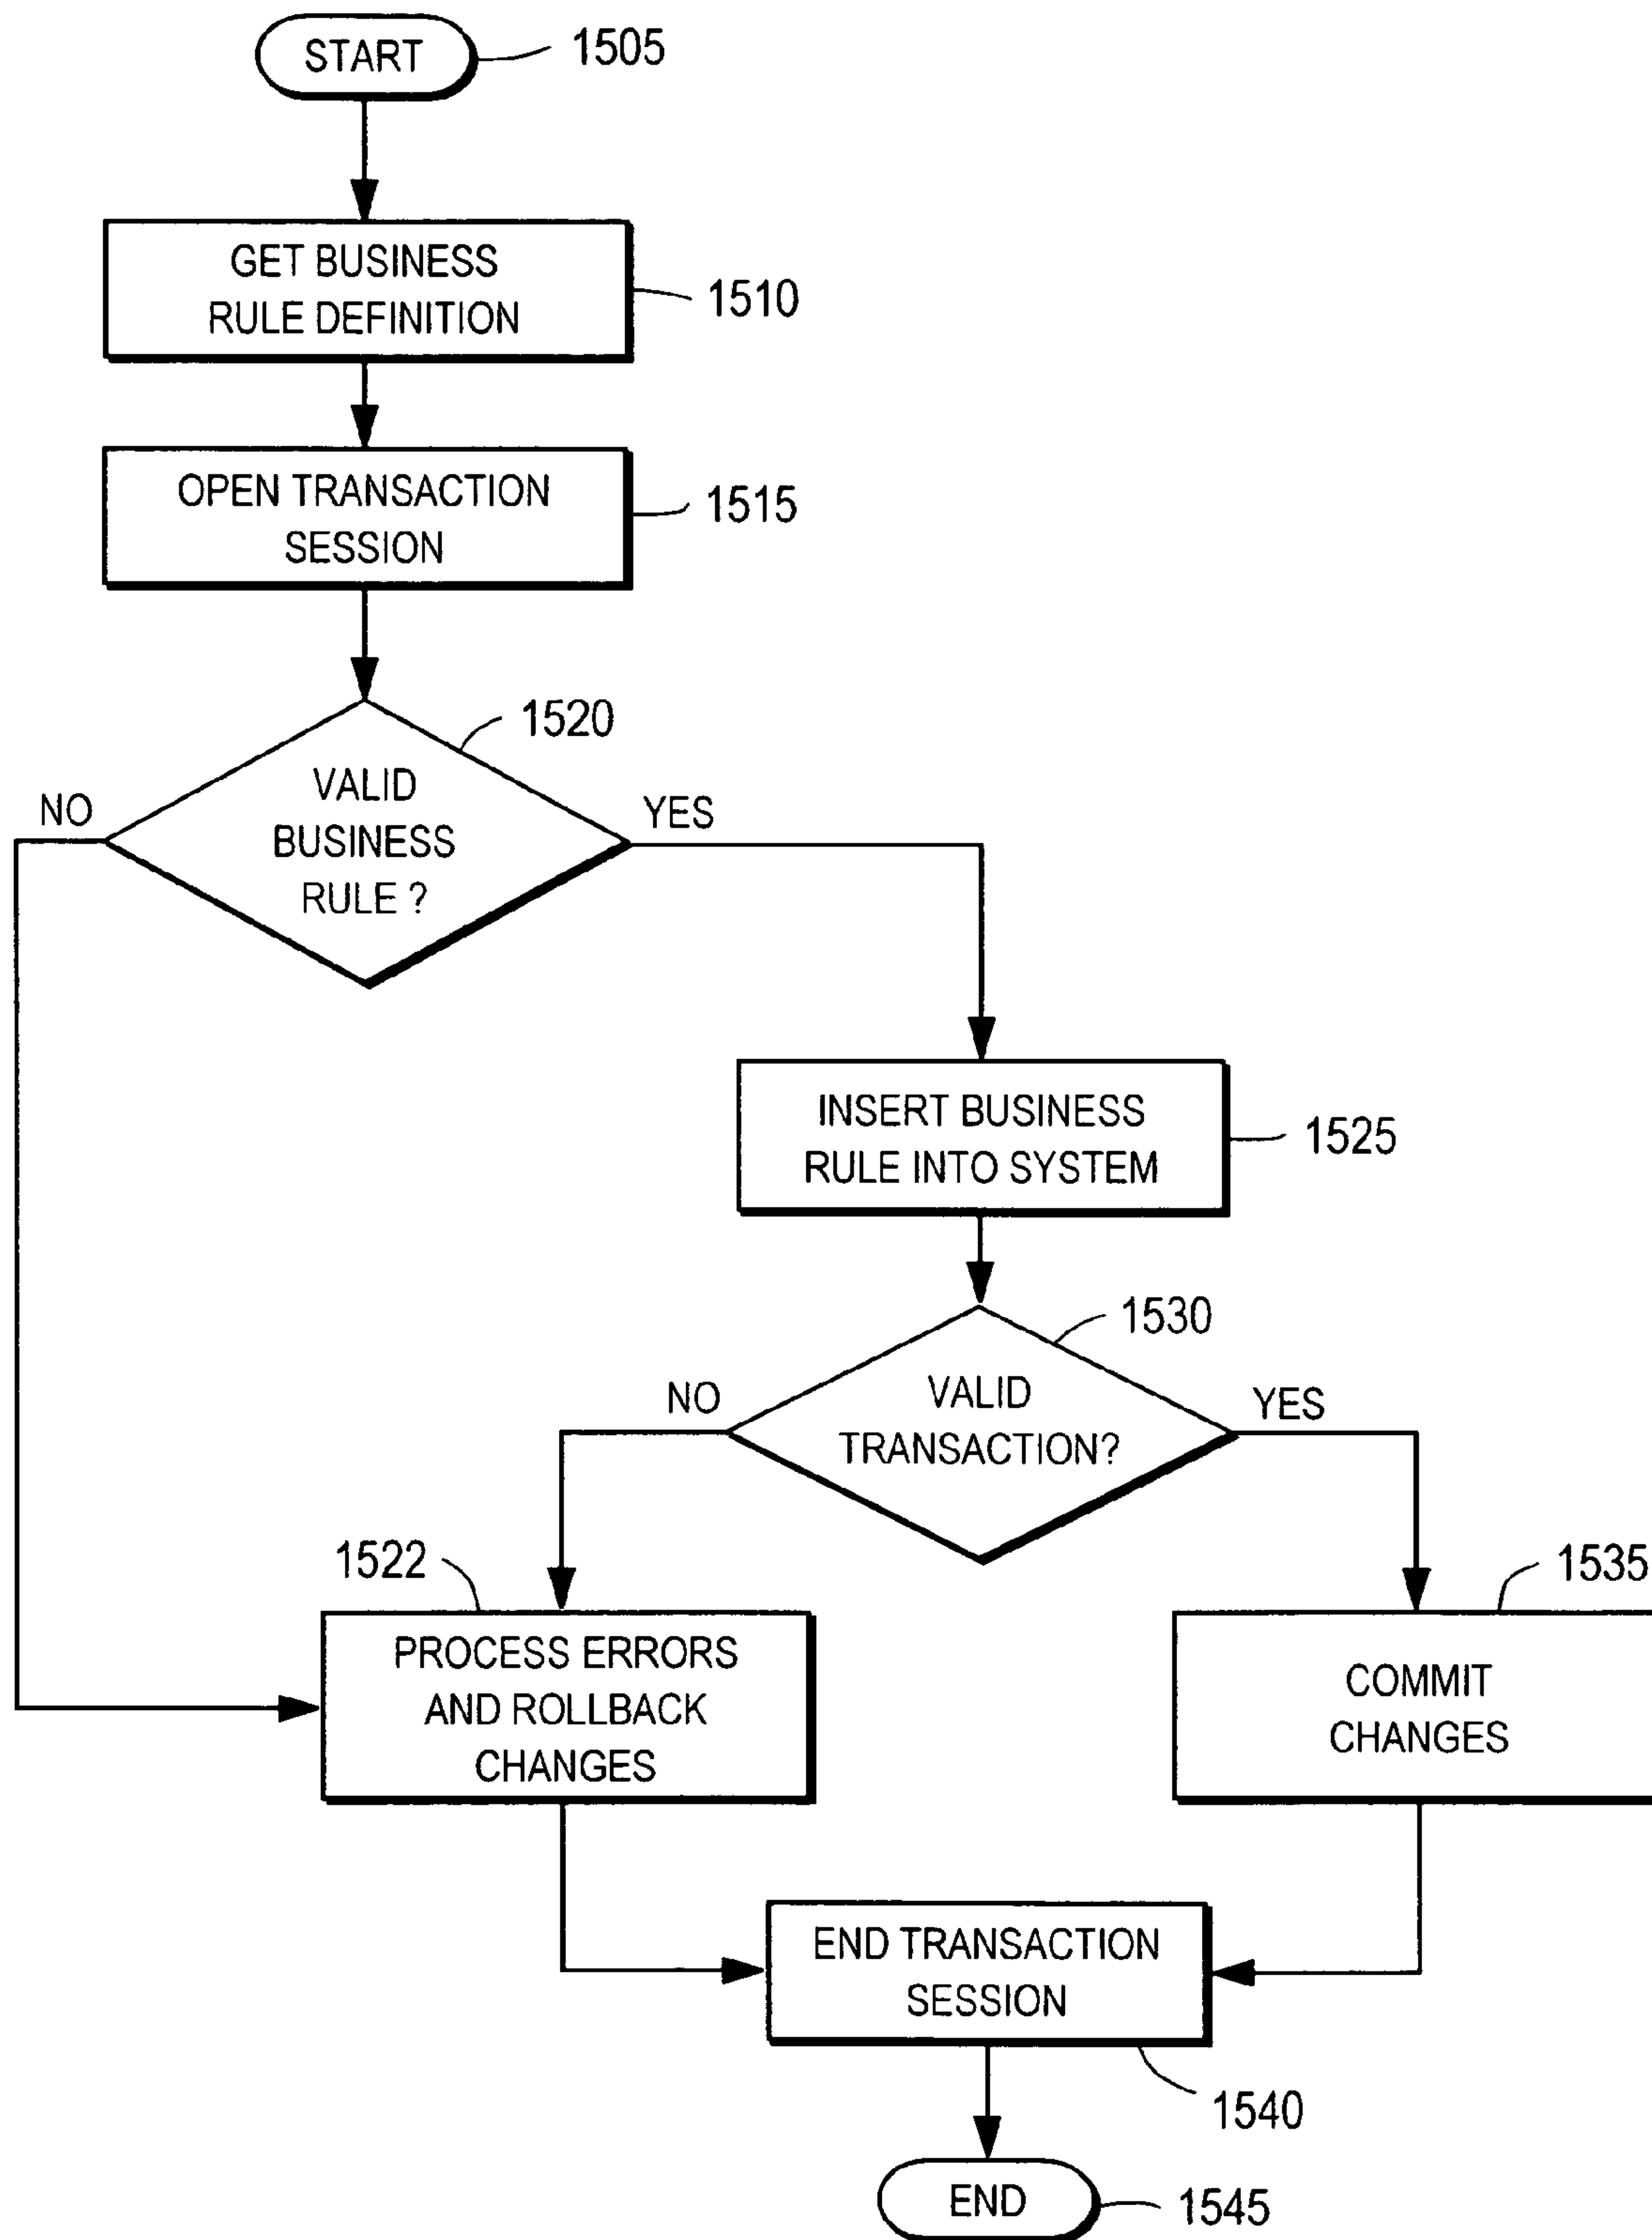 START
1505
GET BUSINESS
RULE DEFINITION
1510
OPEN TRANSACTION
SESSION
1515
1520
VALID
BUSINESS
RULE ?
NO
YES
INSERT BUSINESS
RULE INTO SYSTEM
1525
1530
VALID
TRANSACTION?
NO
YES
1522
PROCESS ERRORS
AND ROLLBACK
CHANGES
1535
COMMIT
CHANGES
END TRANSACTION
SESSION
1540
END
1545